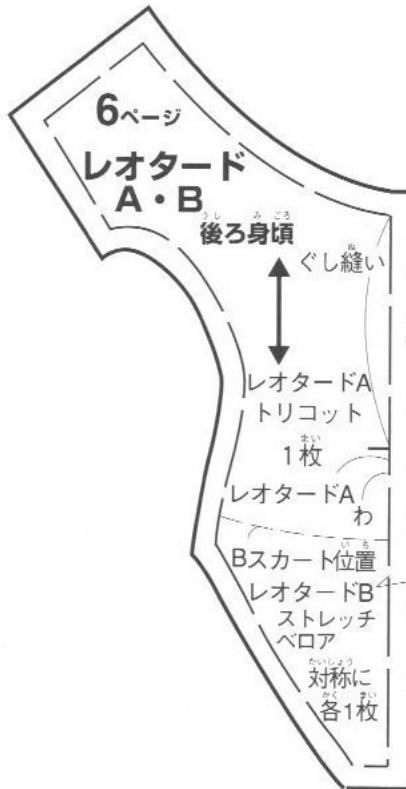 6ページ
レオタード
A・B
後ろ身頃
ぐし縫い
レオタードA
トリコット
1枚
レオタードA
わ
Bスカート位置
レオタードB
ストレッチ
ベロア
対称に
各1枚